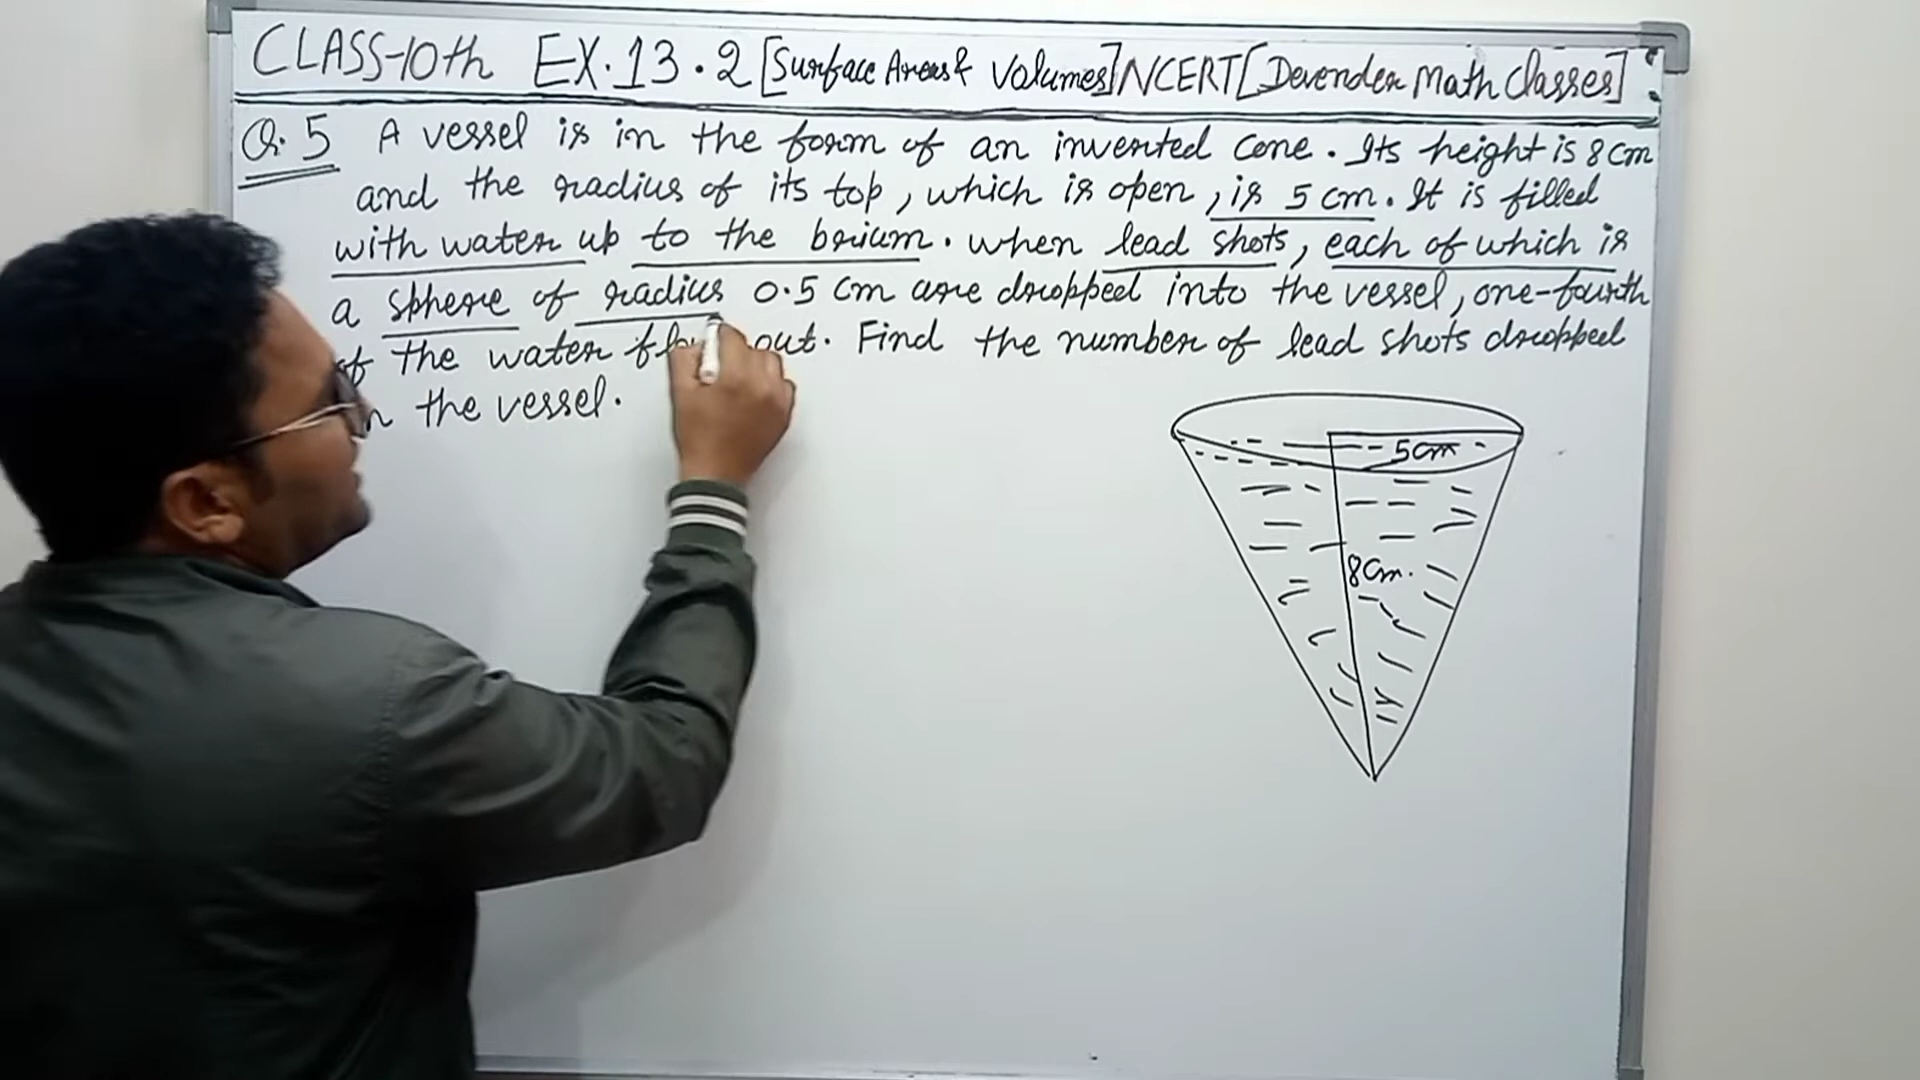 CLASS-10th EX.13.2 [Surface Areas & Volumes] NCERT [Devender Math Classes]
Q.5 A vessel is in the form of an inverted cone. Its height is 8 cm
and the radius of its top, which is open, is 5 cm. It is filled
with water up to the brium. when lead shots, each of which is
a sphere of radius 0.5 cm are dropped into the vessel, one-fourth
of the water out. Find the number of lead shots dropped
the vessel.
5cm
8cm.